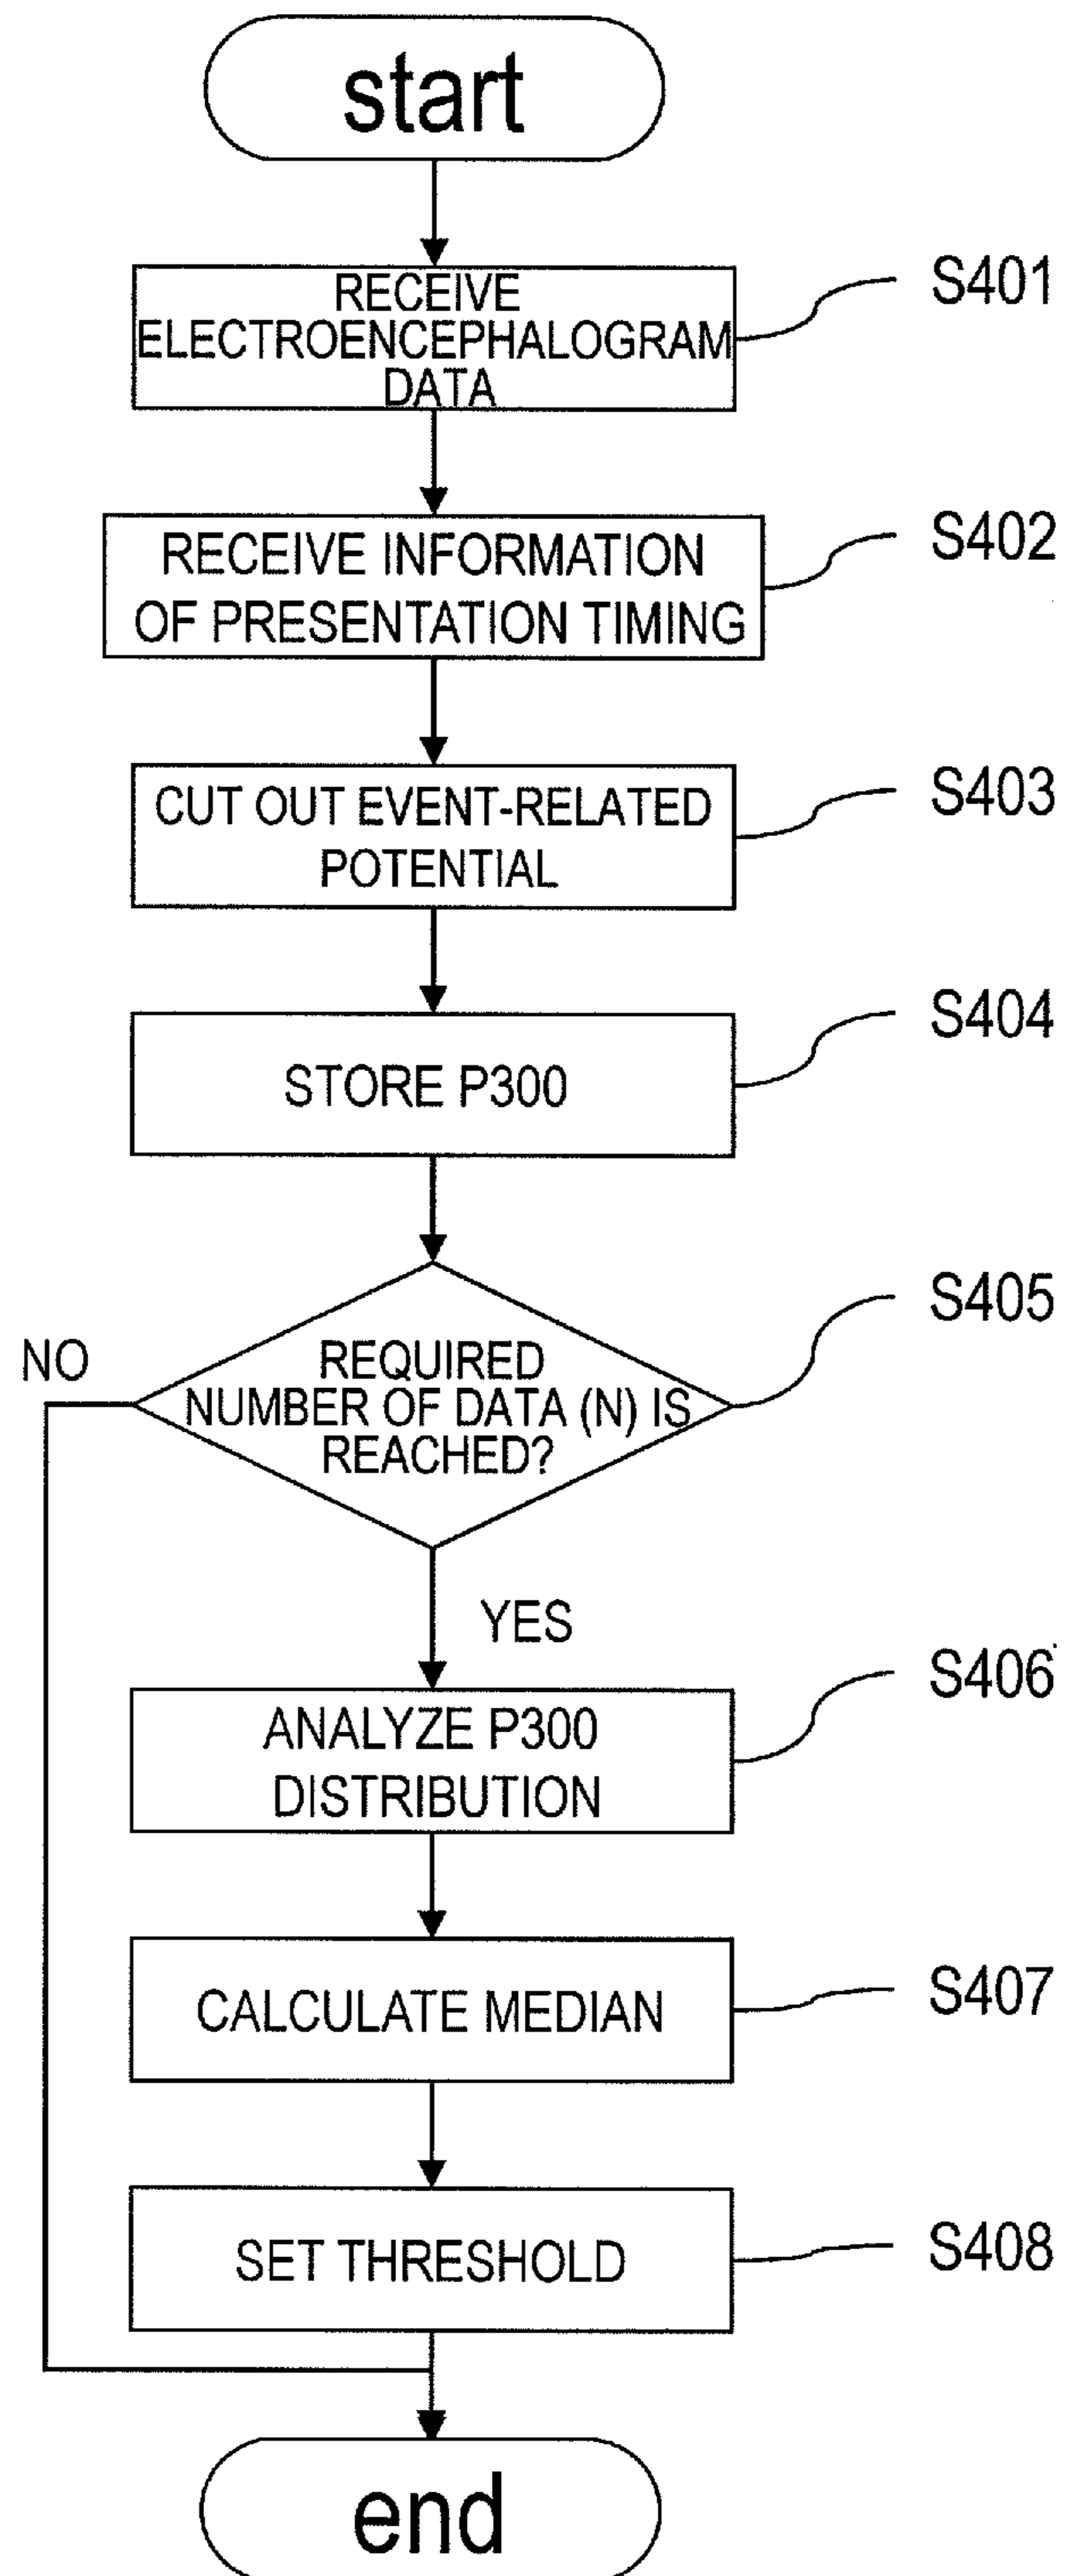 start
RECEIVE
ELECTROENCEPHALOGRAM
DATA
S401
RECEIVE INFORMATION
OF PRESENTATION TIMING
S402
CUT OUT EVENT-RELATED
POTENTIAL
S403
STORE P300
S404
REQUIRED
NUMBER OF DATA (N) IS
REACHED?
S405
NO
YES
ANALYZE P300
DISTRIBUTION
S406
CALCULATE MEDIAN
S407
SET THRESHOLD
S408
end